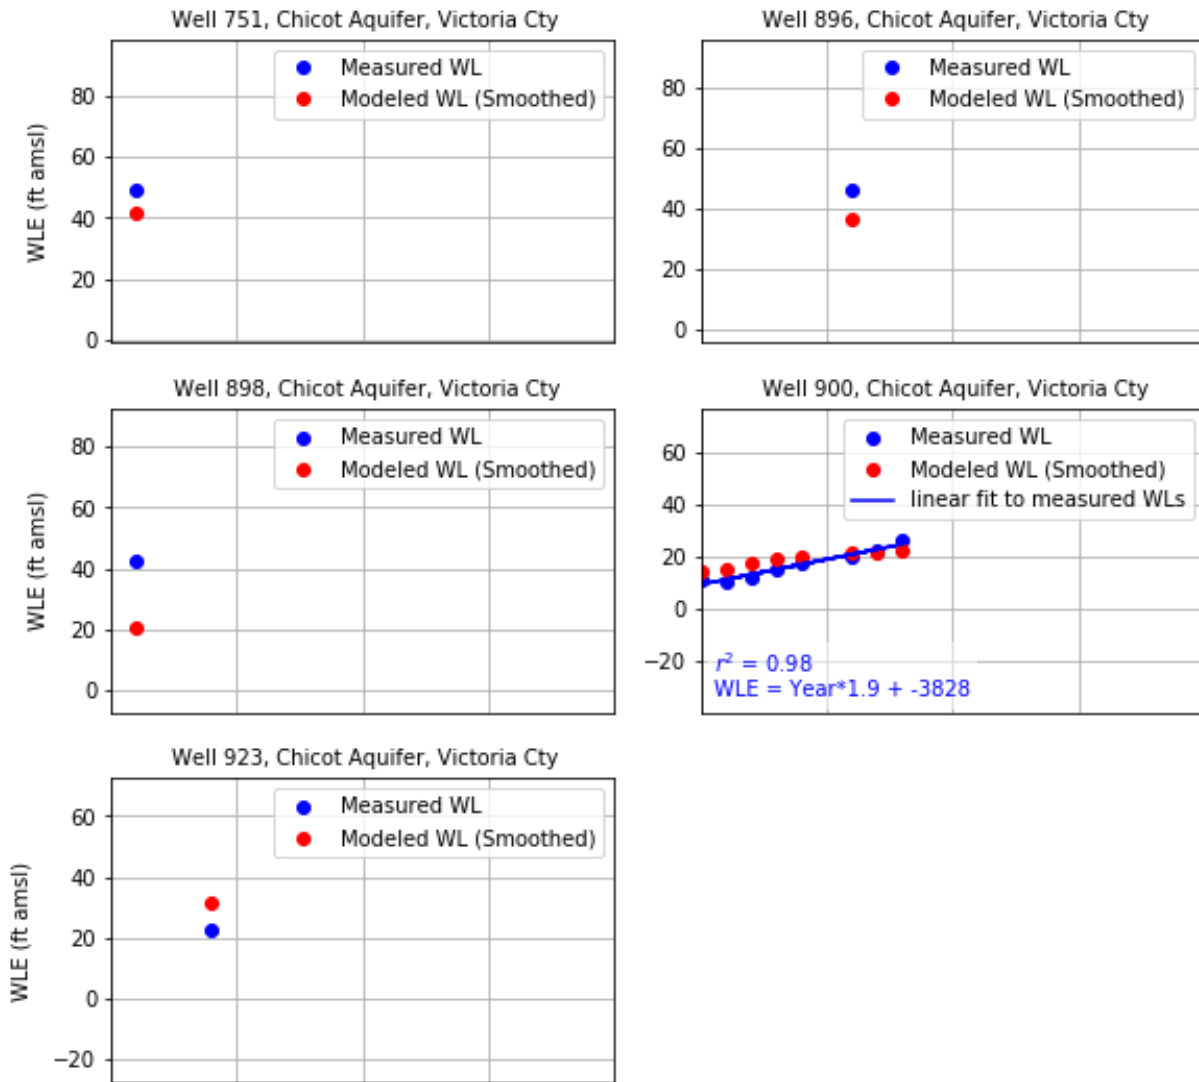 Well 751, Chicot Aquifer, Victoria Cty
Measured WL
Modeled WL (Smoothed)
WLE (ft amsl)
80
60
40
20
0
Well 896, Chicot Aquifer, Victoria Cty
Measured WL
Modeled WL (Smoothed)
80
60
40
20
0
Well 898, Chicot Aquifer, Victoria Cty
Measured WL
Modeled WL (Smoothed)
WLE (ft amsl)
80
60
40
20
0
Well 900, Chicot Aquifer, Victoria Cty
Measured WL
Modeled WL (Smoothed)
linear fit to measured WLs
60
40
20
0
−20
r² = 0.98
WLE = Year*1.9 + -3828
Well 923, Chicot Aquifer, Victoria Cty
Measured WL
Modeled WL (Smoothed)
WLE (ft amsl)
60
40
20
0
−20